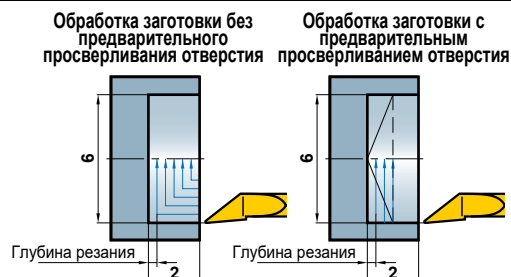 Обработка заготовки без
предварительного
просверливания отверстия
Обработка заготовки с
предварительным
просверливанием отверстия
6
Глубина резания
2
6
Глубина резания
2